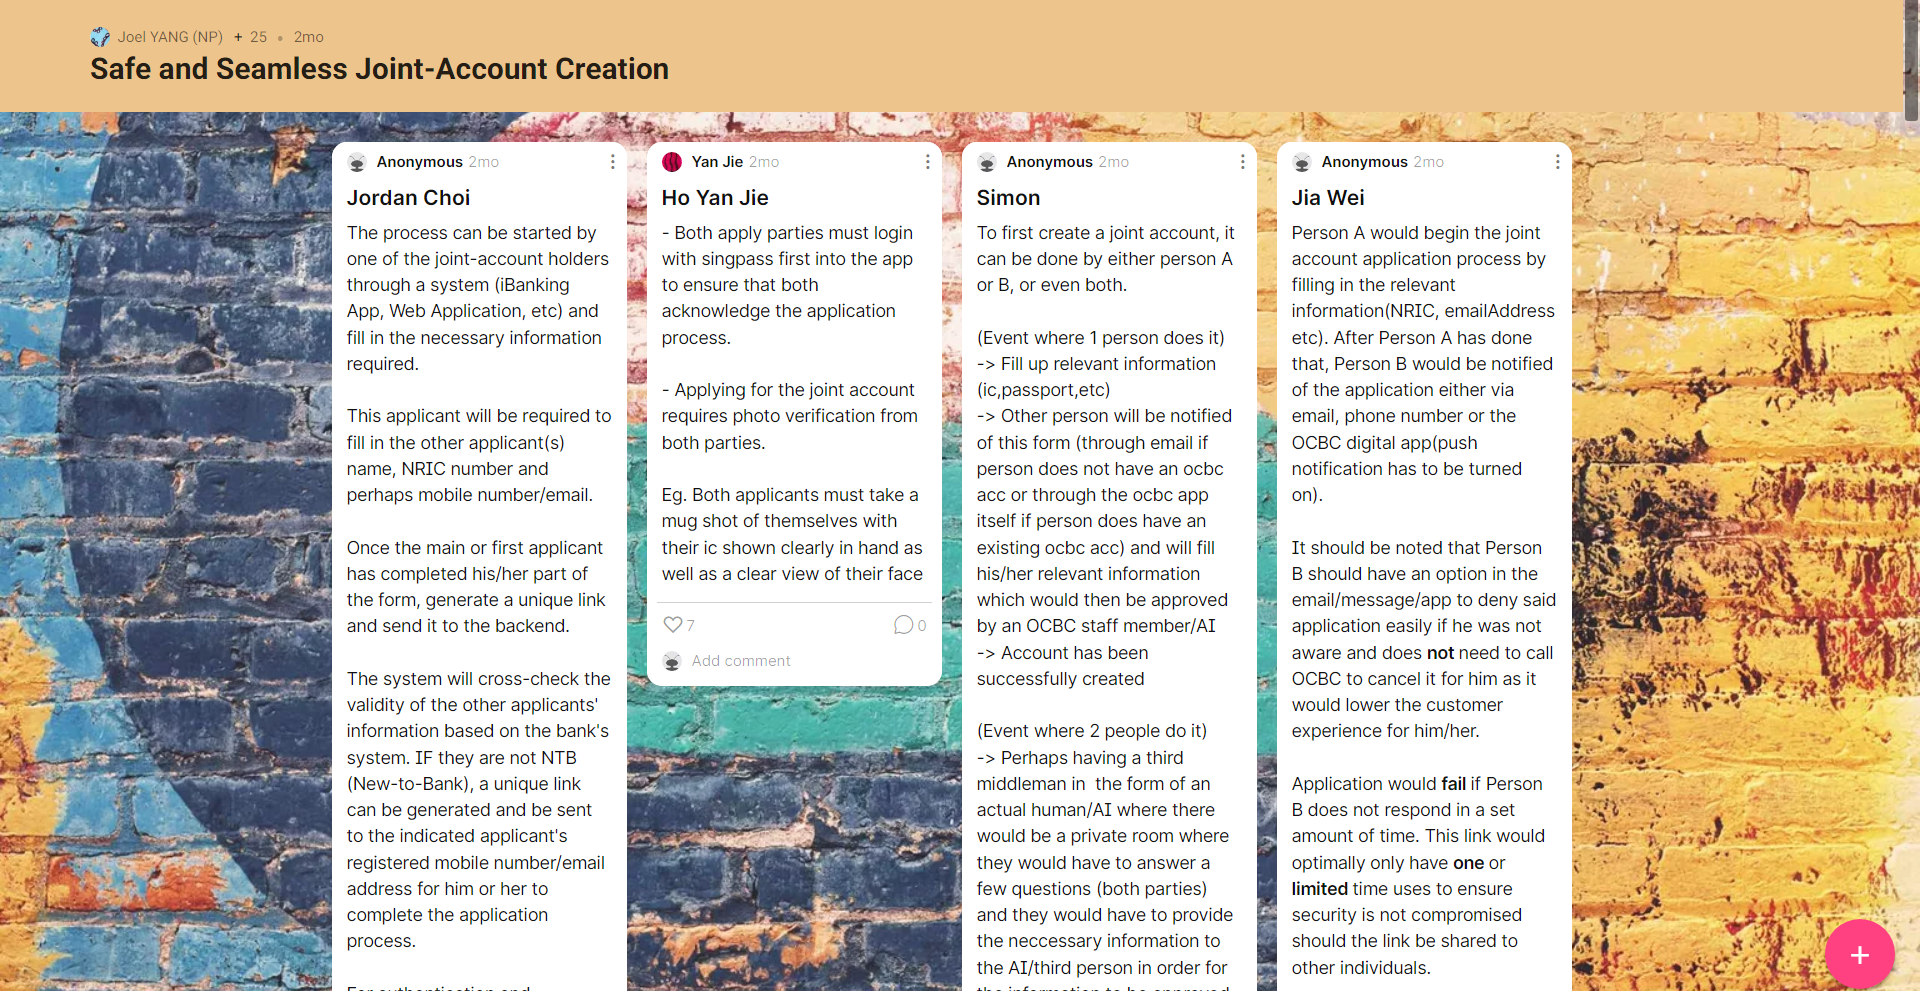 Joel YANG (NP) + 25 • 2mo
Safe and Seamless Joint-Account Creation
Anonymous 2mo
Jordan Choi
The process can be started by
one of the joint-account holders
through a system (iBanking
App, Web Application, etc) and
fill in the necessary information
required.
This applicant will be required to
fill in the other applicant(s)
name, NRIC number and
perhaps mobile number/email.
Once the main or first applicant
has completed his/her part of
the form, generate a unique link
and send it to the backend.
The system will cross-check the
validity of the other applicants'
information based on the bank's
system. IF they are not NTB
(New-to-Bank), a unique link
can be generated and be sent
to the indicated applicant's
registered mobile number/email
address for him or her to
complete the application
process.
For authentication and
Yan Jie 2mo
Ho Yan Jie
- Both apply parties must login
with singpass first into the app
to ensure that both
acknowledge the application
process.
- Applying for the joint account
requires photo verification from
both parties.
Eg. Both applicants must take a
mug shot of themselves with
their ic shown clearly in hand as
well as a clear view of their face
7
0
Add comment
Anonymous 2mo
Simon
To first create a joint account, it
can be done by either person A
or B, or even both.
(Event where 1 person does it)
-> Fill up relevant information
(ic,passport,etc)
-> Other person will be notified
of this form (through email if
person does not have an ocbc
acc or through the ocbc app
itself if person does have an
existing ocbc acc) and will fill
his/her relevant information
which would then be approved
by an OCBC staff member/AI
-> Account has been
successfully created
(Event where 2 people do it)
-> Perhaps having a third
middleman in  the form of an
actual human/AI where there
would be a private room where
they would have to answer a
few questions (both parties)
and they would have to provide
the neccessary information to
the AI/third person in order for
the information to be approved
Anonymous 2mo
Jia Wei
Person A would begin the joint
account application process by
filling in the relevant
information(NRIC, emailAddress
etc). After Person A has done
that, Person B would be notified
of the application either via
email, phone number or the
OCBC digital app(push
notification has to be turned
on).
It should be noted that Person
B should have an option in the
email/message/app to deny said
application easily if he was not
aware and does not need to call
OCBC to cancel it for him as it
would lower the customer
experience for him/her.
Application would fail if Person
B does not respond in a set
amount of time. This link would
optimally only have one or
limited time uses to ensure
security is not compromised
should the link be shared to
other individuals.